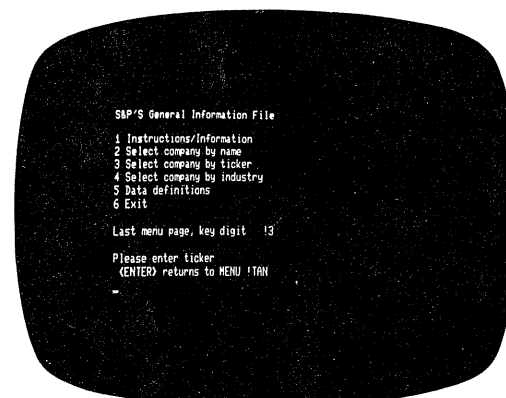 S&P'S General Information File
1 Instructions/Information
2 Select company by name
3 Select company by ticker
4 Select company by industry
5 Data definitions
6 Exit
Last menu page, key digit !3
Please enter ticker
<ENTER> returns to MENU !TAN